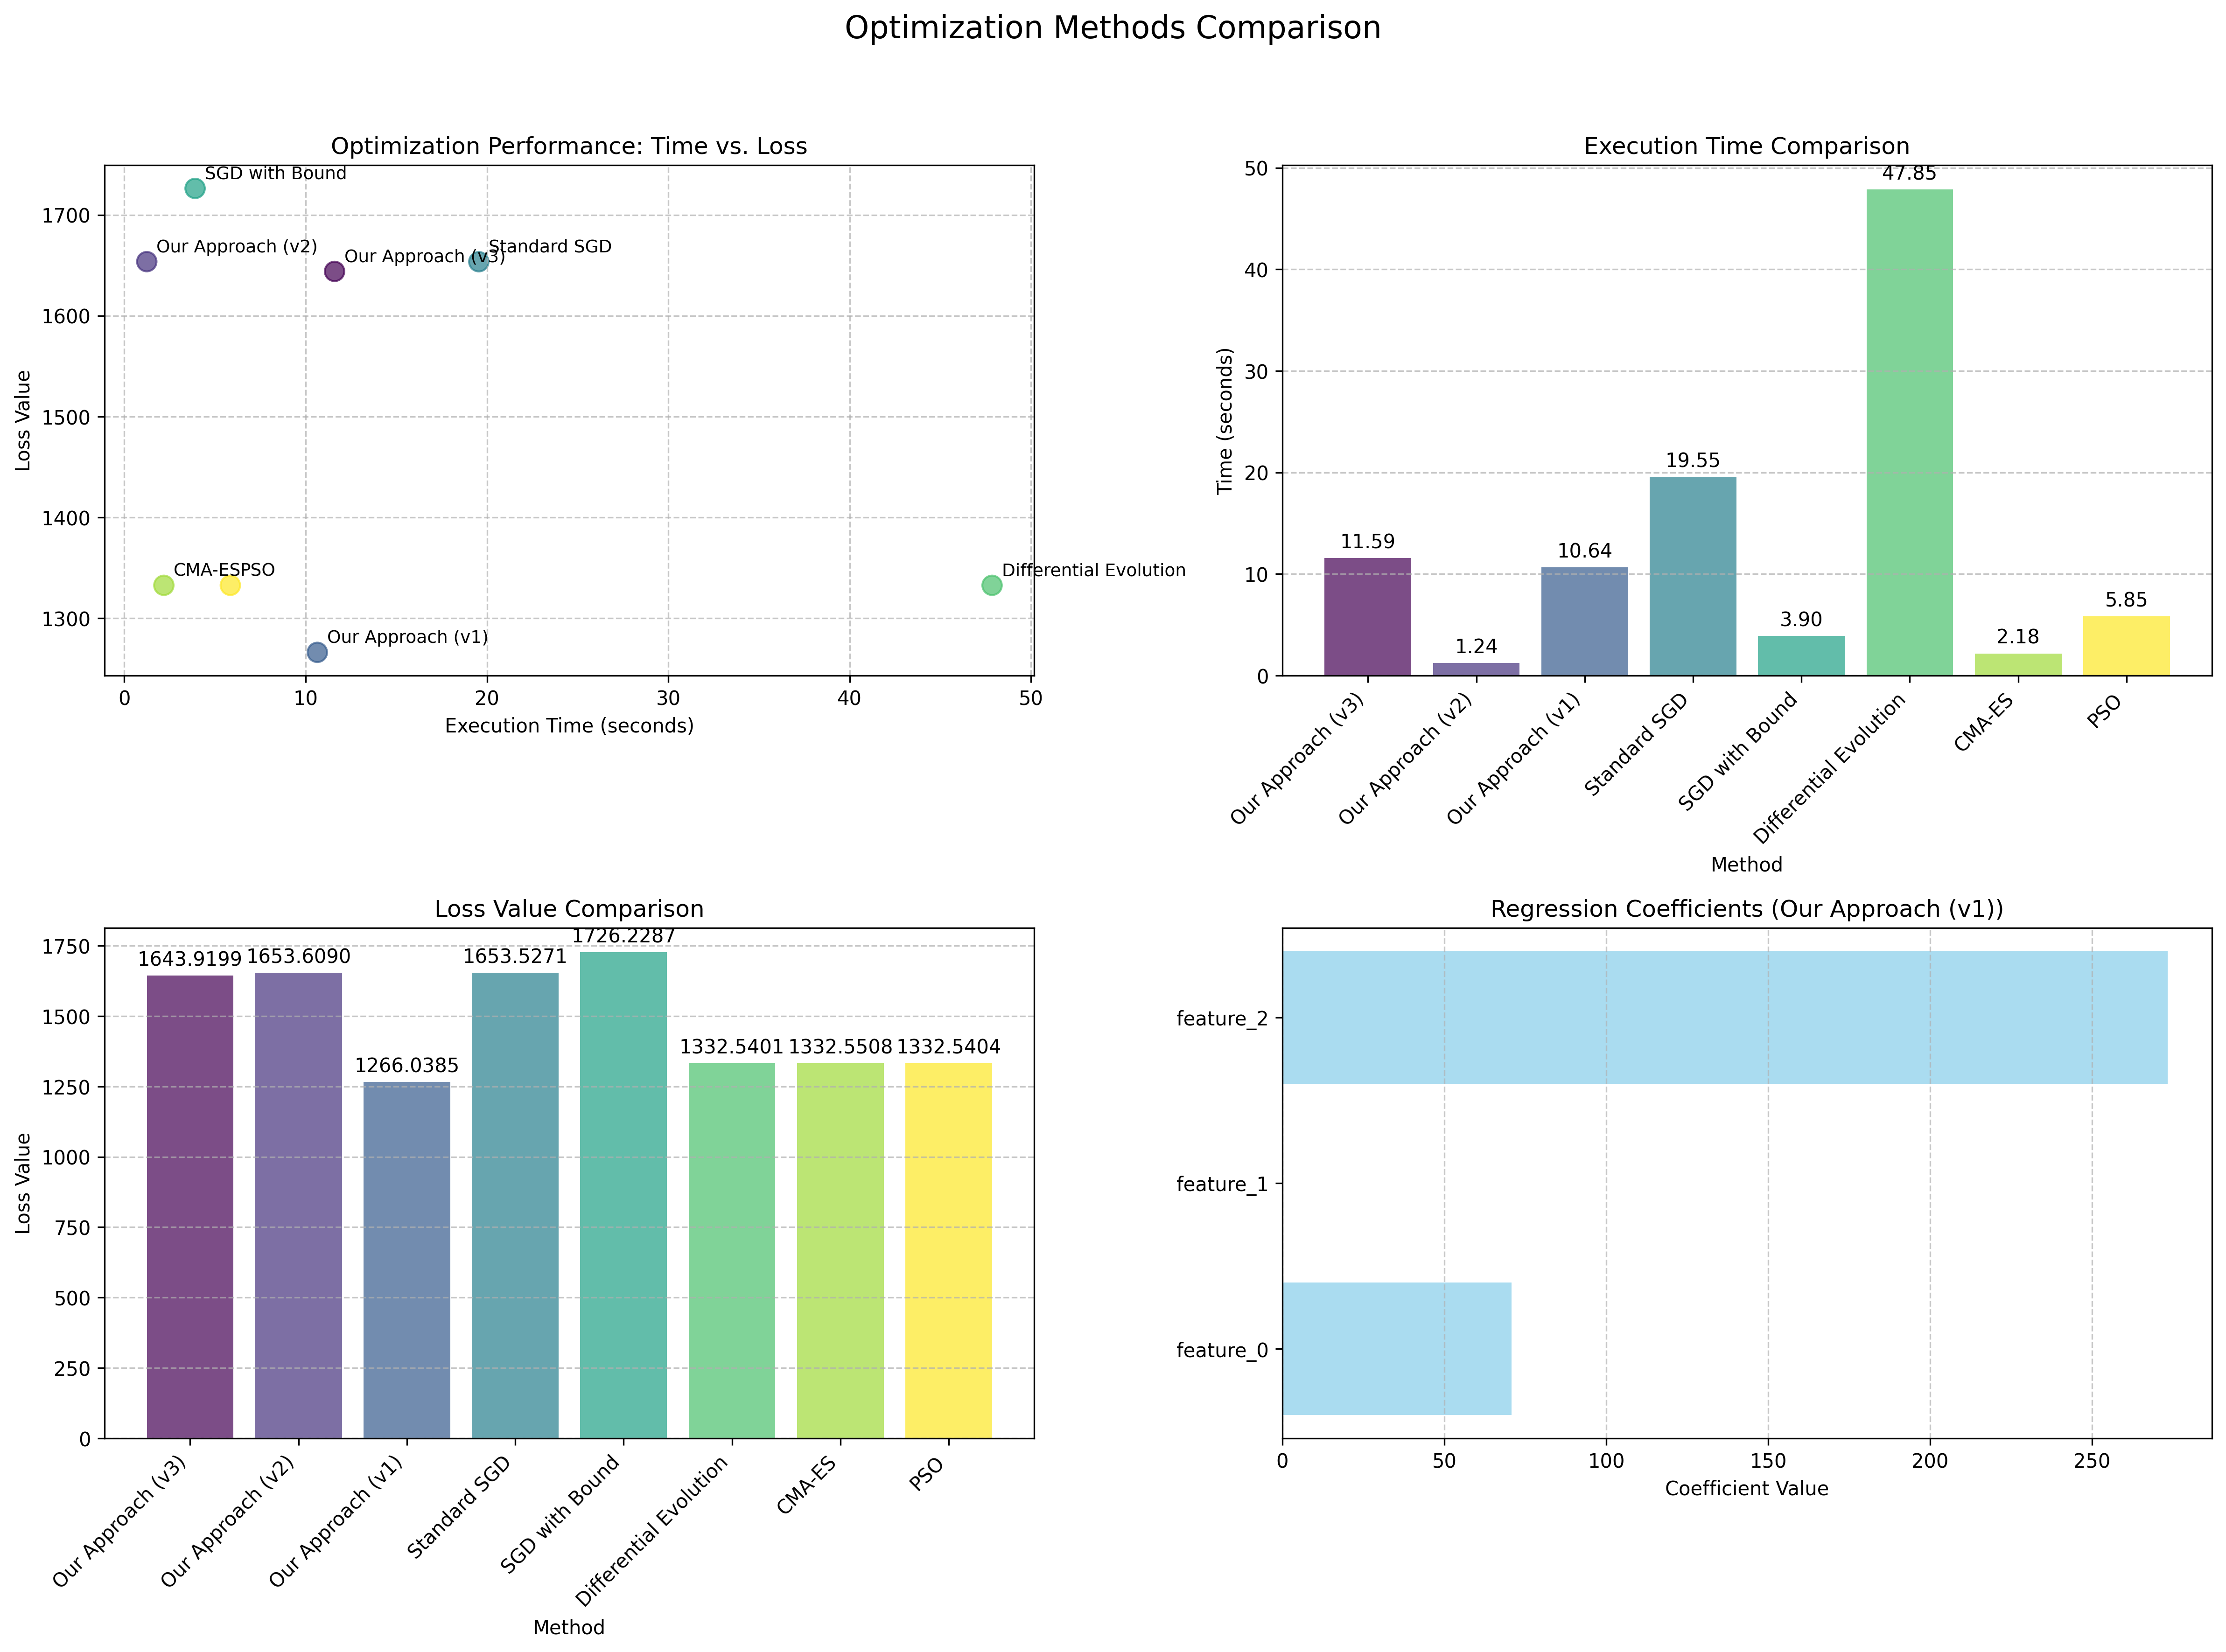 Optimization Methods Comparison
Optimization Performance: Time vs. Loss
SGD with Bound
Our Approach (v2)
Our Approach (v3)
Standard SGD
CMA-ES
PSO
Differential Evolution
Our Approach (v1)
Loss Value
1700
1600
1500
1400
1300
0 10 20 30 40 50
Execution Time (seconds)
Execution Time Comparison
Time (seconds)
50
40
30
20
10
0
11.59
1.24
10.64
19.55
3.90
47.85
2.18
5.85
Our Approach (v3)
Our Approach (v2)
Our Approach (v1)
Standard SGD
SGD with Bound
Differential Evolution
CMA-ES
PSO
Method
Loss Value Comparison
Loss Value
1750
1500
1250
1000
750
500
250
0
1643.9199
1653.6090
1266.0385
1653.5271
1726.2287
1332.5401
1332.5508
1332.5404
Our Approach (v3)
Our Approach (v2)
Our Approach (v1)
Standard SGD
SGD with Bound
Differential Evolution
CMA-ES
PSO
Method
Regression Coefficients (Our Approach (v1))
feature_2
feature_1
feature_0
0 50 100 150 200 250
Coefficient Value